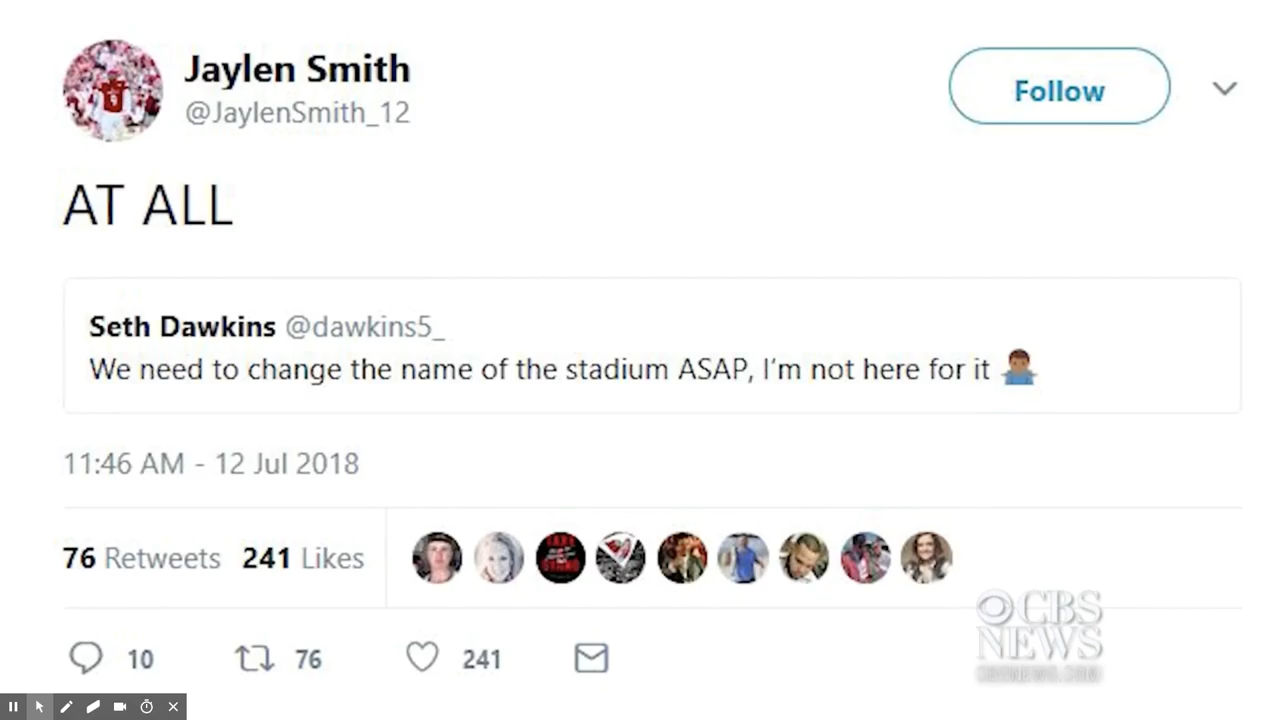 Jaylen Smith
@JaylenSmith_12
Follow
AT ALL
Seth Dawkins @dawkins5_
We need to change the name of the stadium ASAP, I'm not here for it 🤷🏾‍♂️
11:46 AM - 12 Jul 2018
76 Retweets 241 Likes
10 76 241
CBS
NEWS
CBSNEWS.COM